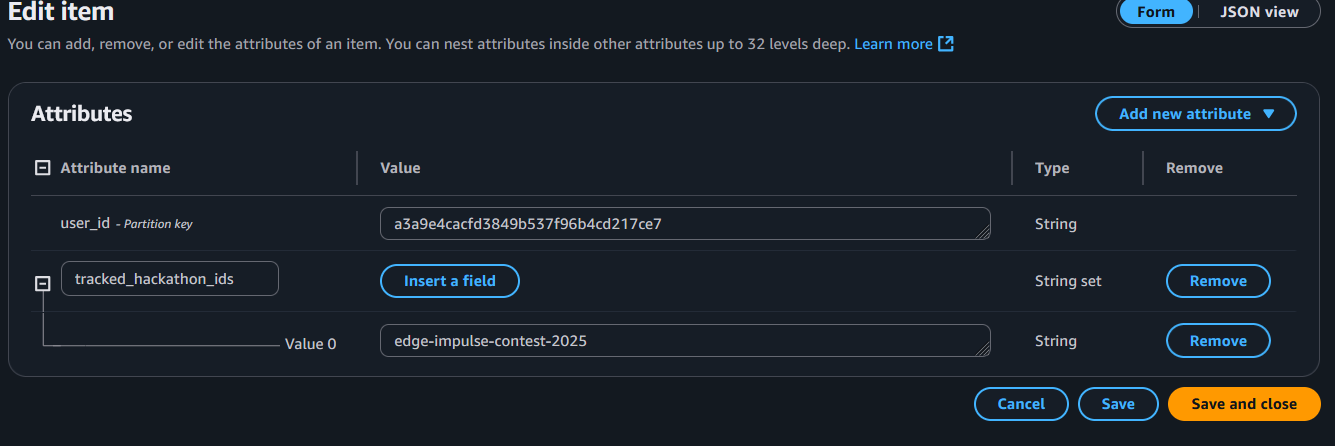 Edit item
Form
JSON view
You can add, remove, or edit the attributes of an item. You can nest attributes inside other attributes up to 32 levels deep. Learn more
Attributes
Add new attribute
Attribute name
Value
Type
Remove
user_id - Partition key
a3a9e4cacfd3849b537f96b4cd217ce7
String
tracked_hackathon_ids
Insert a field
String set
Remove
Value 0
edge-impulse-contest-2025
String
Remove
Cancel
Save
Save and close